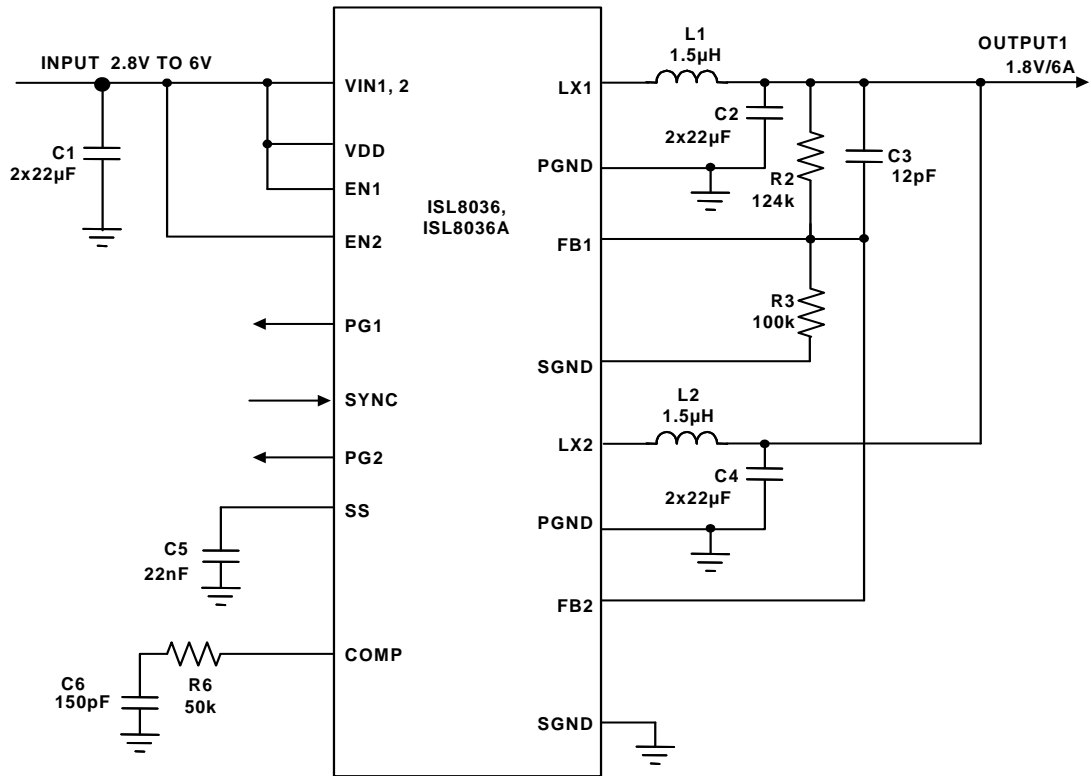 INPUT 2.8V TO 6V
C1
2x22µF
VIN1, 2
VDD
EN1
EN2
PG1
SYNC
PG2
SS
C5
22nF
COMP
C6
150pF
R6
50k
ISL8036,
ISL8036A
LX1
PGND
FB1
SGND
LX2
PGND
FB2
SGND
L1
1.5µH
OUTPUT1
1.8V/6A
C2
2x22µF
R2
124k
C3
12pF
R3
100k
L2
1.5µH
C4
2x22µF